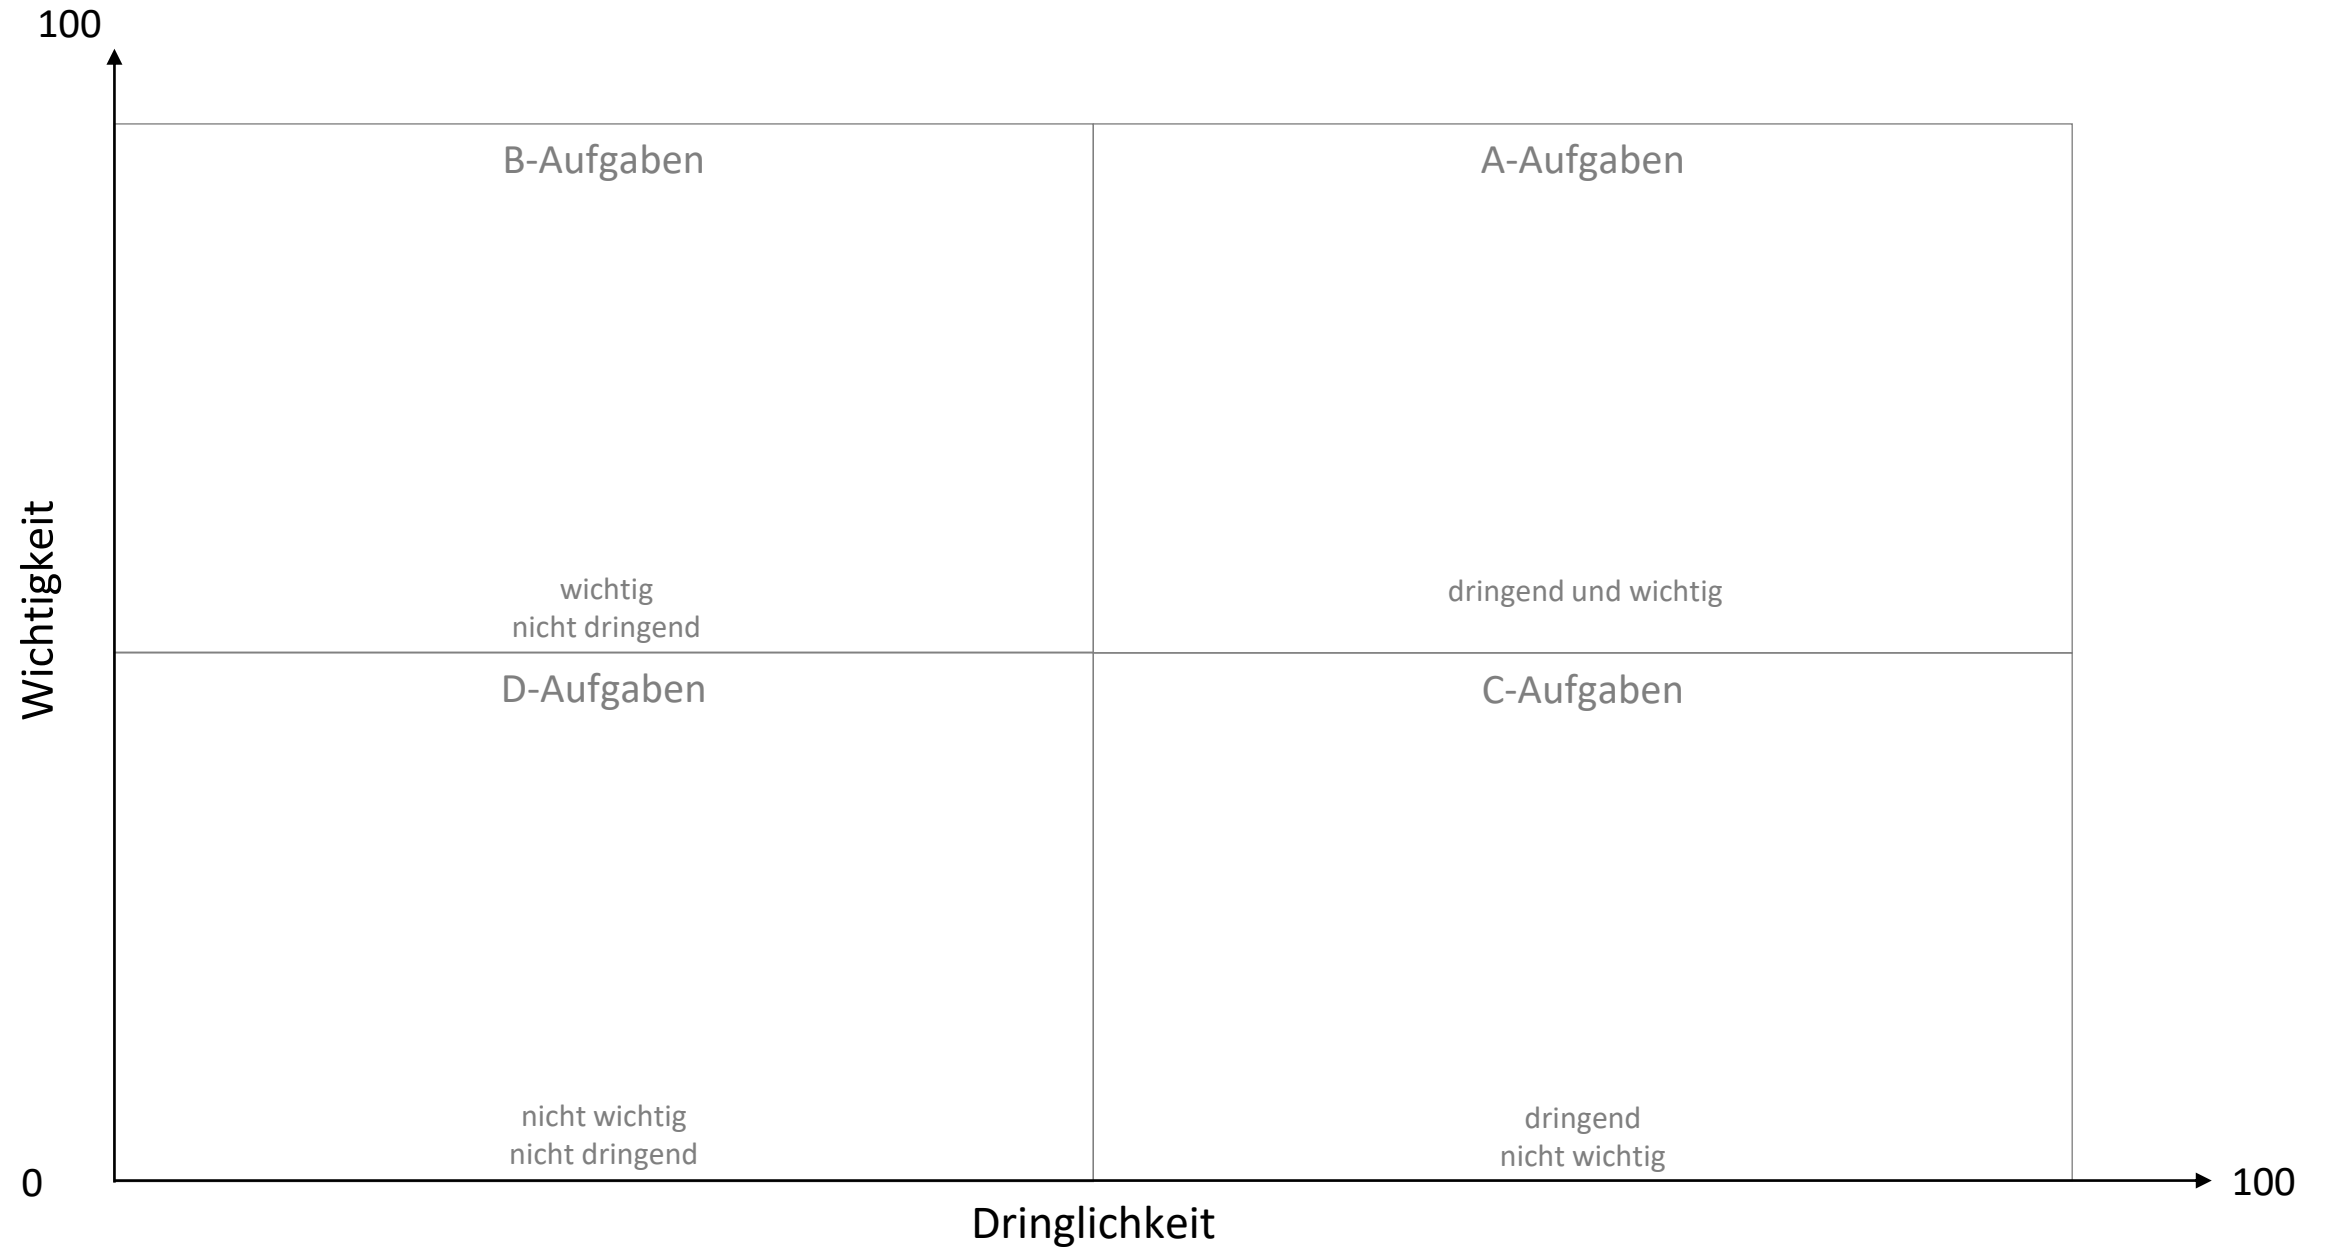 100
B-Aufgaben
A-Aufgaben
Wichtigkeit
wichtig
nicht dringend
dringend und wichtig
D-Aufgaben
C-Aufgaben
nicht wichtig
nicht dringend
dringend
nicht wichtig
0
100
Dringlichkeit